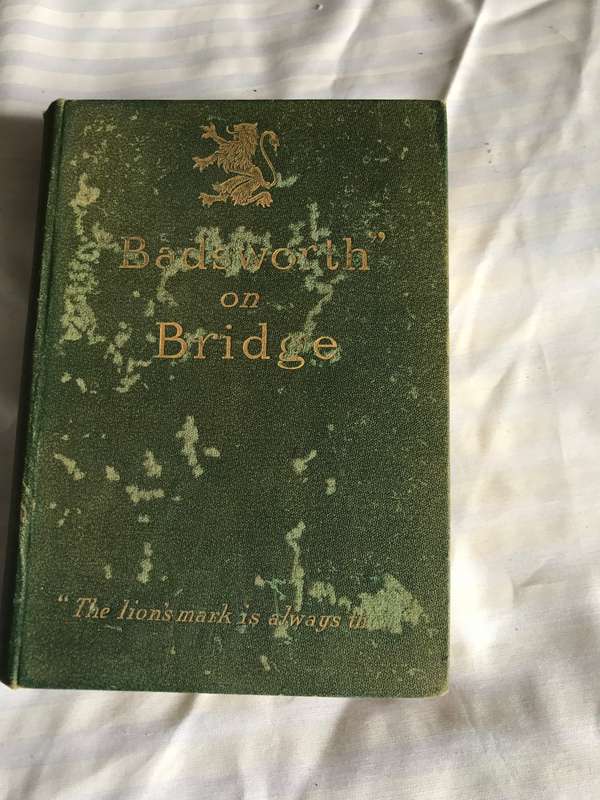 "Badsworth"
on
Bridge
"The lion's mark is always